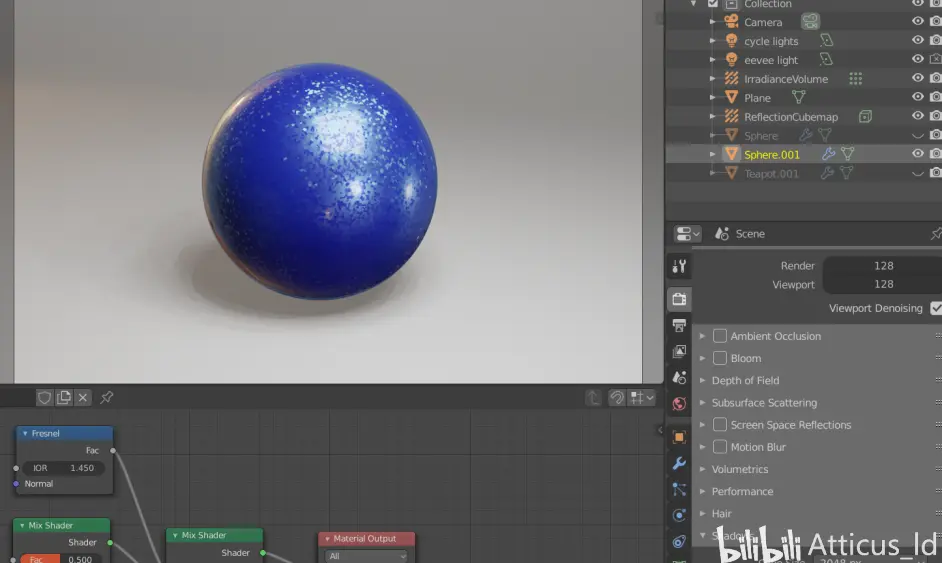 Collection
Camera
cycle lights
eevee light
IrradianceVolume
Plane
ReflectionCubemap
Sphere
Sphere.001
Teapot.001
Scene
Render 128
Viewport 128
Viewport Denoising
Ambient Occlusion
Bloom
Depth of Field
Subsurface Scattering
Screen Space Reflections
Motion Blur
Volumetrics
Performance
Hair
Fresnel
Fac
IOR 1.450
Normal
Mix Shader
Shader
Fac 0.500
Mix Shader
Shader
Material Output
All
bilibili Atticus_ld